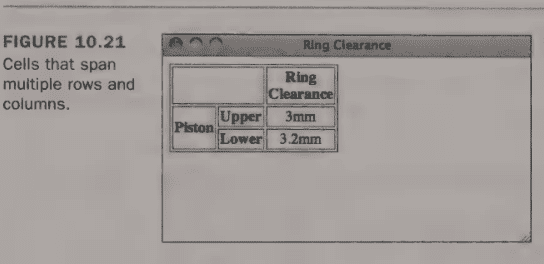 FIGURE 10.21
Cells that span
multiple rows and
columns.
Ring Clearance
Ring
Clearance
Piston
Upper
3mm
Lower
3.2mm